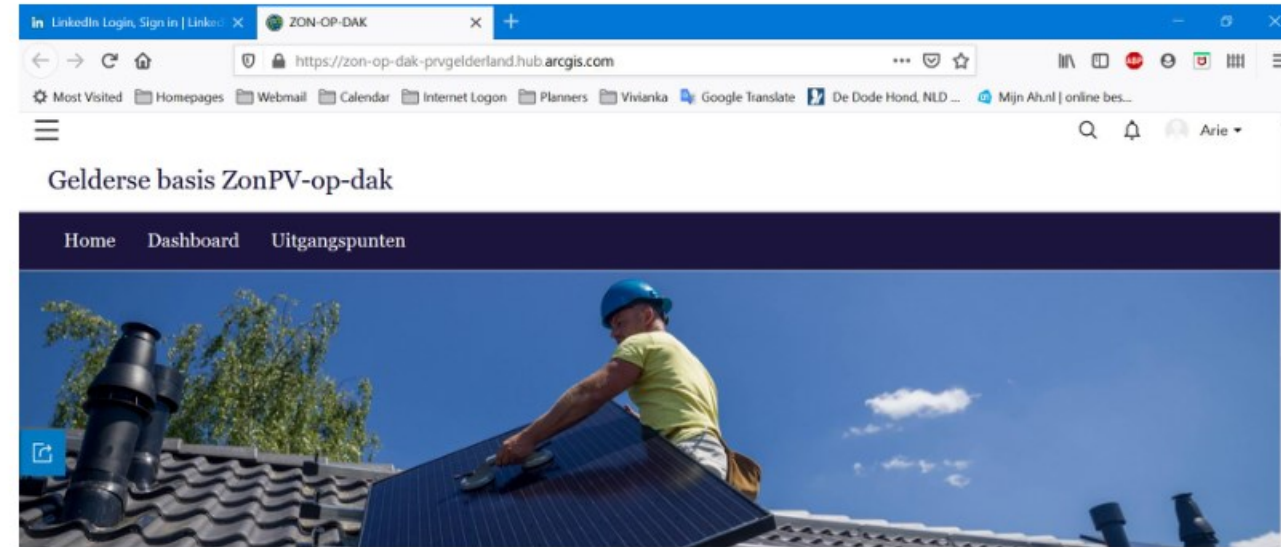 in LinkedIn Login, Sign in | Linked
ZON-OP-DAK
https://zon-op-dak-prvgelderland.hub.arcgis.com
Most Visited Homepages Webmail Calendar Internet Logon Planners Vivianka Google Translate De Dode Hond, NLD ... Mijn Ah.nl | online bes...
Arie
Gelderse basis ZonPV-op-dak
Home Dashboard Uitgangspunten